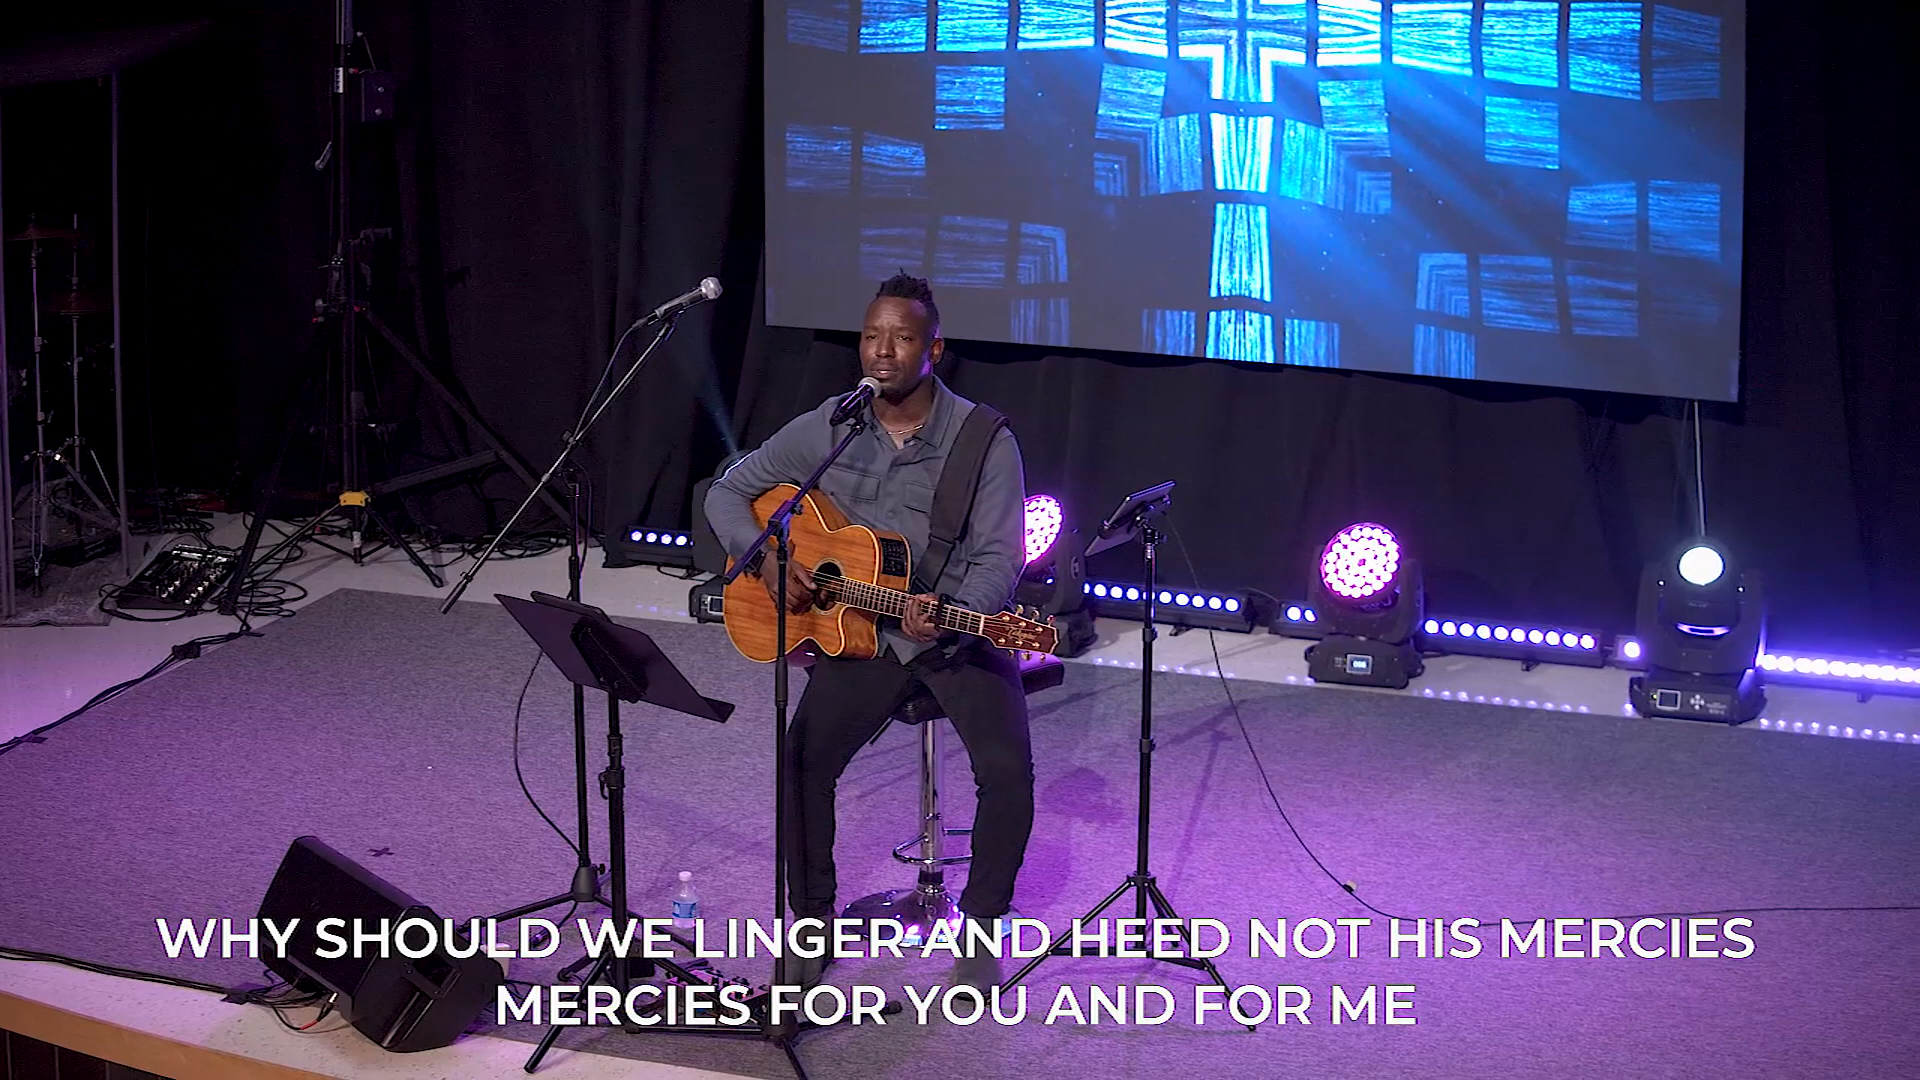 WHY SHOULD WE LINGER AND HEED NOT HIS MERCIES
MERCIES FOR YOU AND FOR ME